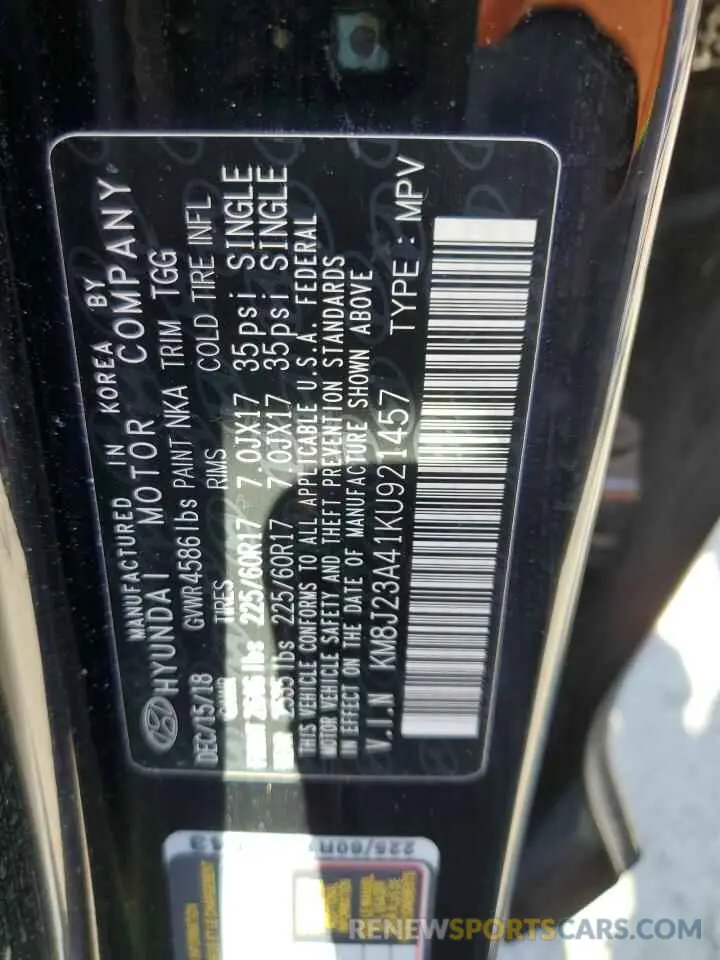 MANUFACTURED IN KOREA BY
HYUNDAI MOTOR COMPANY
DEC/15/18 GVWR 4586lbs PAINT NKA TRIM TGG
TIRES RIMS COLD TIRE INFL
lbs 225/60R17 7.0JX17 35psi SINGLE
lbs 225/60R17 7.0JX17 35psi SINGLE
THIS VEHICLE CONFORMS TO ALL APPLICABLE U.S.A. FEDERAL
MOTOR VEHICLE SAFETY AND THEFT PREVENTION STANDARDS
IN EFFECT ON THE DATE OF MANUFACTURE SHOWN ABOVE
V.I.N KM8J23A41KU921457 TYPE : MPV
RENEWSPORTSCARS.COM